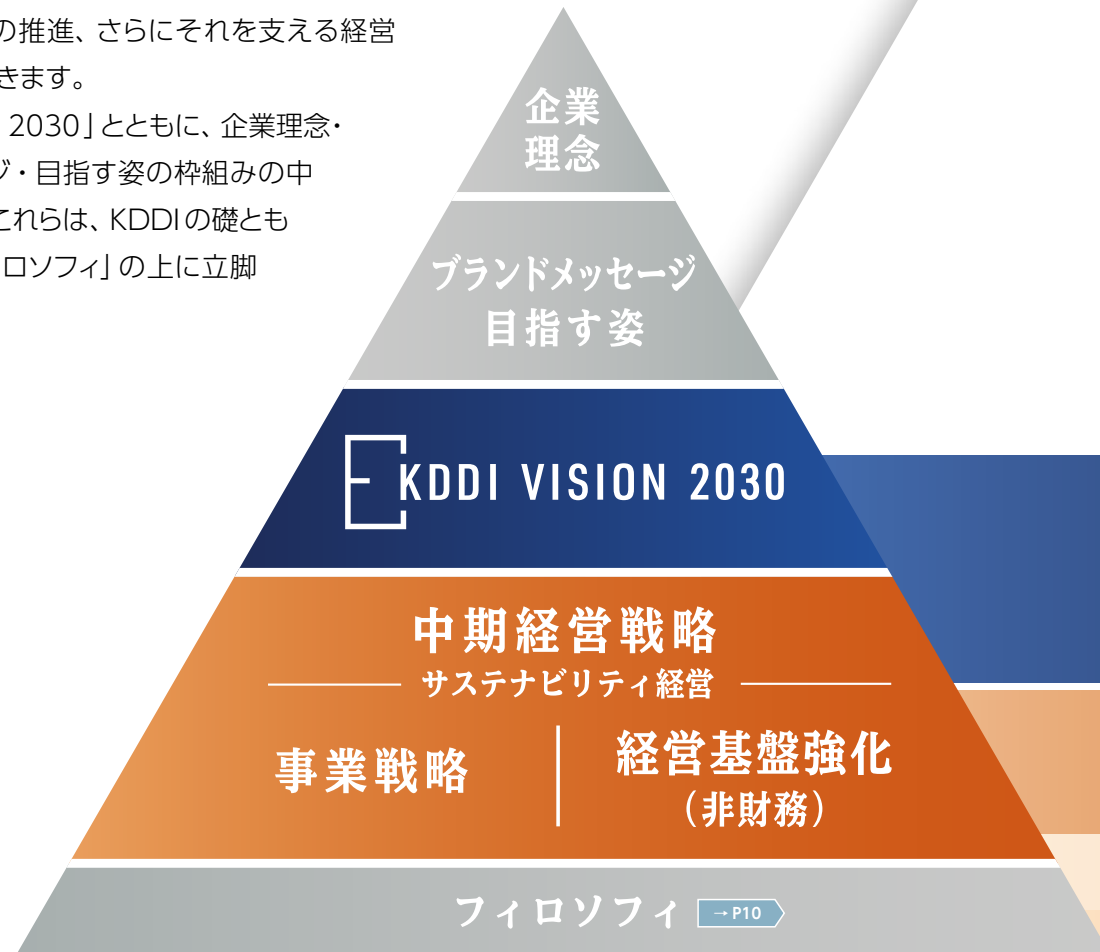 の推進、さらにそれを支える経営
きます。
2030」とともに、企業理念・
ジ・目指す姿の枠組みの中
これらは、KDDIの礎とも
ロソフィ」の上に立脚
企業
理念
ブランドメッセージ
目指す姿
KDDI VISION 2030
中期経営戦略
サステナビリティ経営
事業戦略
経営基盤強化
（非財務）
フィロソフィ →P10